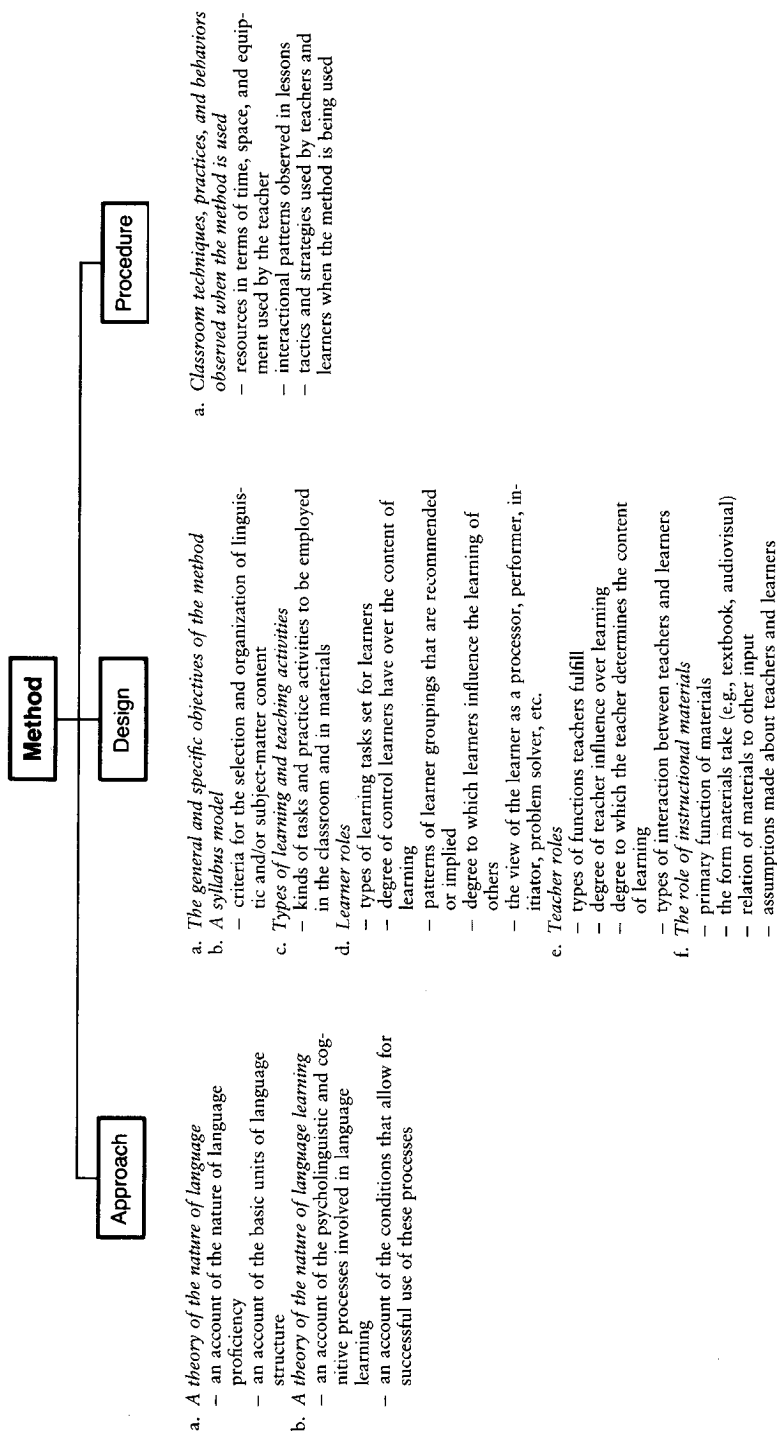 Method
Approach
Design
Procedure
a. A theory of the nature of language
– an account of the nature of language
proficiency
– an account of the basic units of language
structure
b. A theory of the nature of language learning
– an account of the psycholinguistic and cog-
nitive processes involved in language
learning
– an account of the conditions that allow for
successful use of these processes
a. The general and specific objectives of the method
b. A syllabus model
– criteria for the selection and organization of linguis-
tic and/or subject-matter content
c. Types of learning and teaching activities
– kinds of tasks and practice activities to be employed
in the classroom and in materials
d. Learner roles
– types of learning tasks set for learners
– degree of control learners have over the content of
learning
– patterns of learner groupings that are recommended
or implied
– degree to which learners influence the learning of
others
– the view of the learner as a processor, performer, in-
itiator, problem solver, etc.
e. Teacher roles
– types of functions teachers fulfill
– degree of teacher influence over learning
– degree to which the teacher determines the content
of learning
– types of interaction between teachers and learners
f. The role of instructional materials
– primary function of materials
– the form materials take (e.g., textbook, audiovisual)
– relation of materials to other input
– assumptions made about teachers and learners
a. Classroom techniques, practices, and behaviors
observed when the method is used
– resources in terms of time, space, and equip-
ment used by the teacher
– interactional patterns observed in lessons
– tactics and strategies used by teachers and
learners when the method is being used